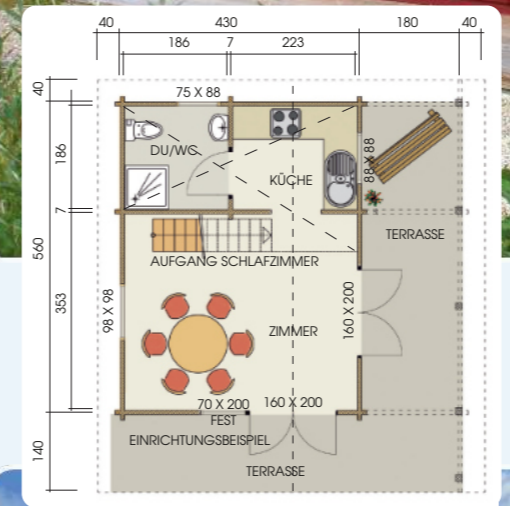 40 430 180 40
186 7 223
40
75 X 88
186
DU/WC
KÜCHE
88 X 88
7
560
TERRASSE
AUFGANG SCHLAFZIMMER
353
98 X 98
ZIMMER
160 X 200
70 X 200 160 X 200
FEST
EINRICHTUNGSBEISPIEL
140
TERRASSE